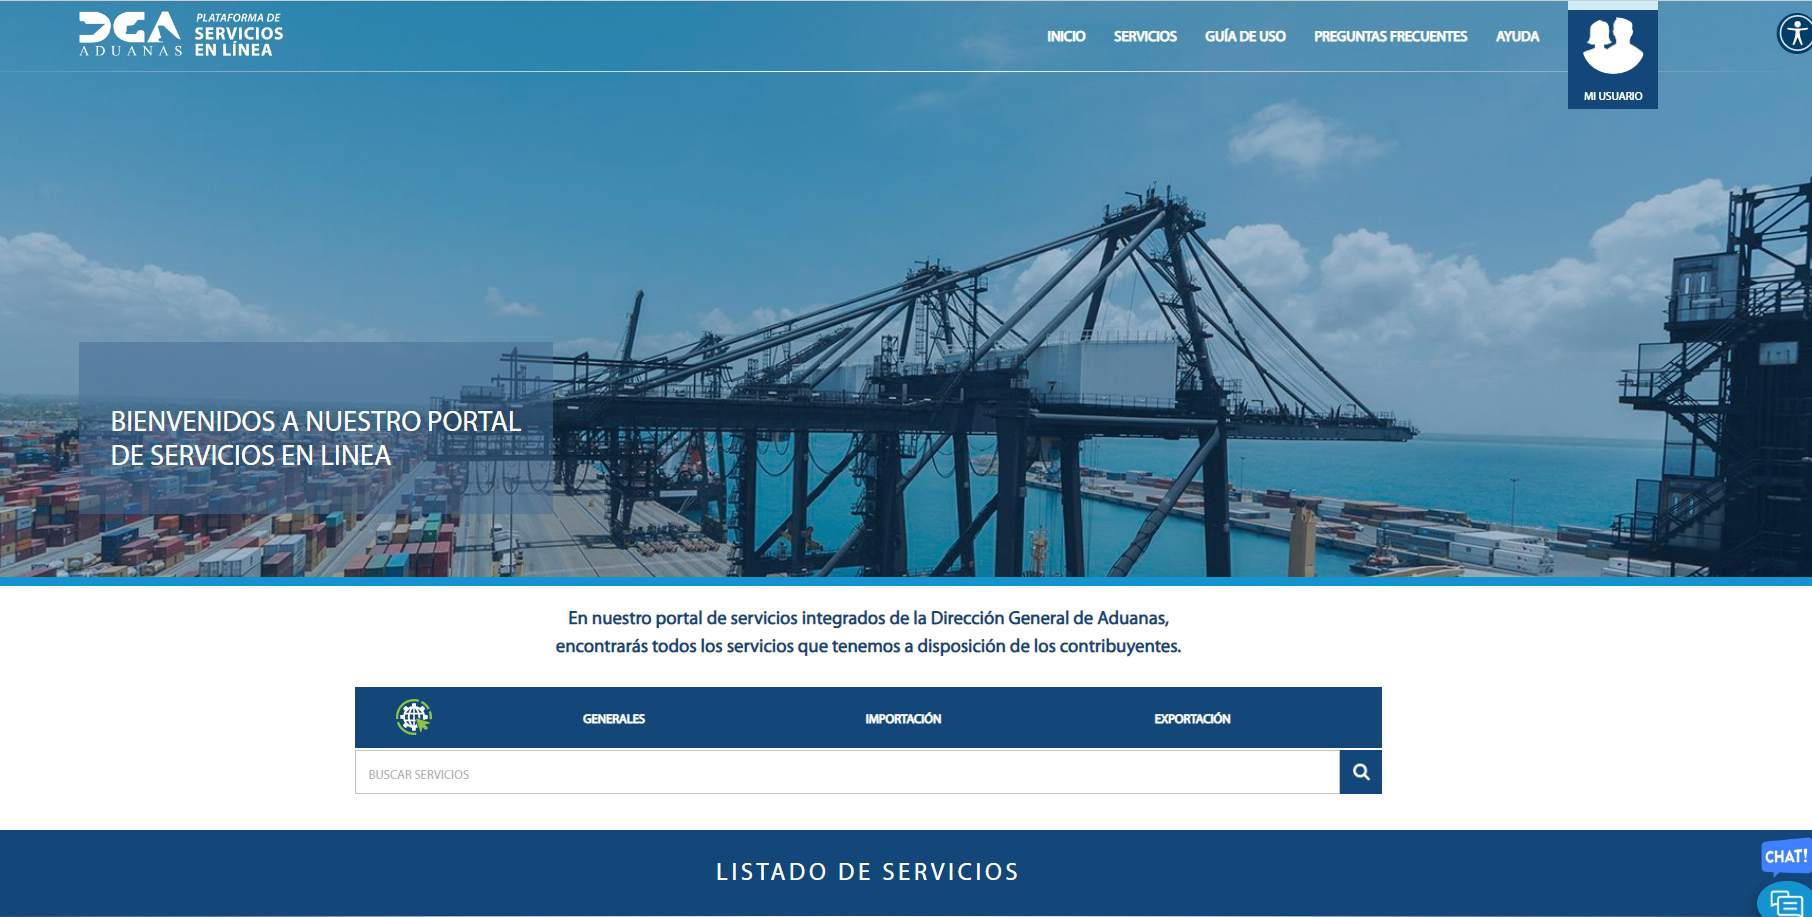 DGA
ADUANAS
PLATAFORMA DE
SERVICIOS
EN LÍNEA
INICIO
SERVICIOS
GUÍA DE USO
PREGUNTAS FRECUENTES
AYUDA
MI USUARIO
BIENVENIDOS A NUESTRO PORTAL
DE SERVICIOS EN LINEA
En nuestro portal de servicios integrados de la Dirección General de Aduanas,
encontrarás todos los servicios que tenemos a disposición de los contribuyentes.
GENERALES
IMPORTACIÓN
EXPORTACIÓN
BUSCAR SERVICIOS
LISTADO DE SERVICIOS
CHAT!